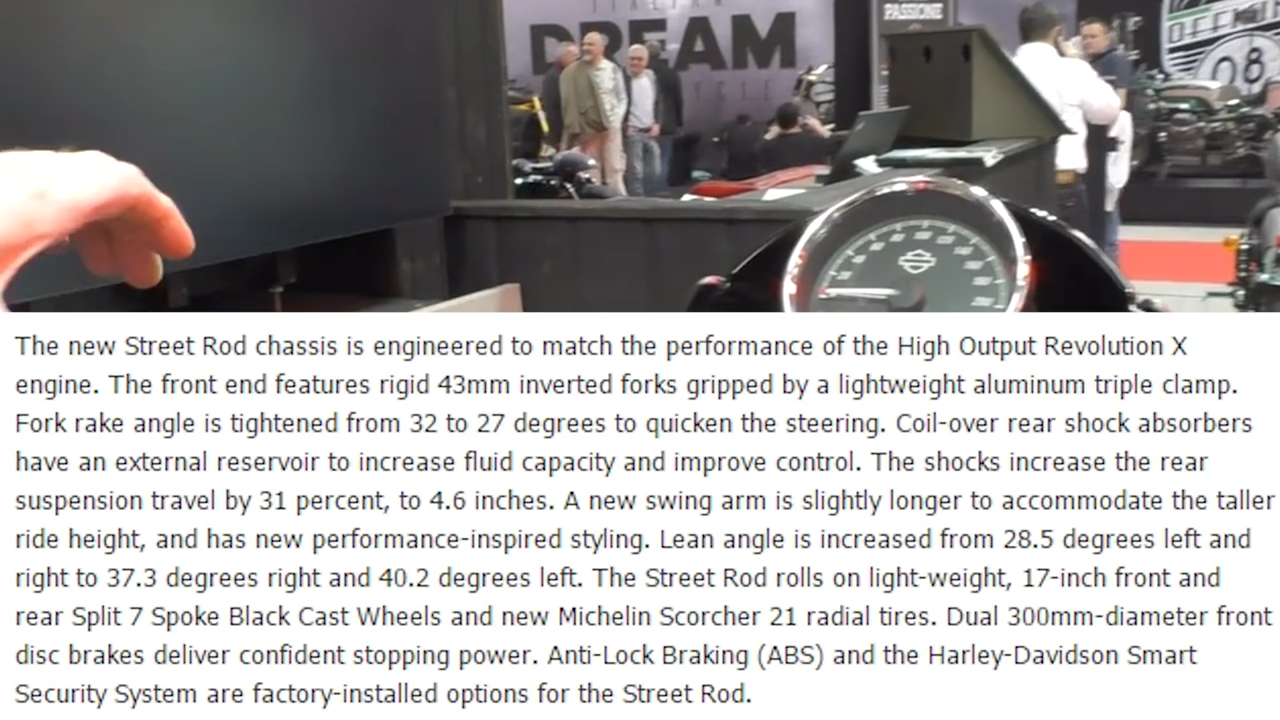 DREAM
PASSIONE
08
The new Street Rod chassis is engineered to match the performance of the High Output Revolution X
engine. The front end features rigid 43mm inverted forks gripped by a lightweight aluminum triple clamp.
Fork rake angle is tightened from 32 to 27 degrees to quicken the steering. Coil-over rear shock absorbers
have an external reservoir to increase fluid capacity and improve control. The shocks increase the rear
suspension travel by 31 percent, to 4.6 inches. A new swing arm is slightly longer to accommodate the taller
ride height, and has new performance-inspired styling. Lean angle is increased from 28.5 degrees left and
right to 37.3 degrees right and 40.2 degrees left. The Street Rod rolls on light-weight, 17-inch front and
rear Split 7 Spoke Black Cast Wheels and new Michelin Scorcher 21 radial tires. Dual 300mm-diameter front
disc brakes deliver confident stopping power. Anti-Lock Braking (ABS) and the Harley-Davidson Smart
Security System are factory-installed options for the Street Rod.